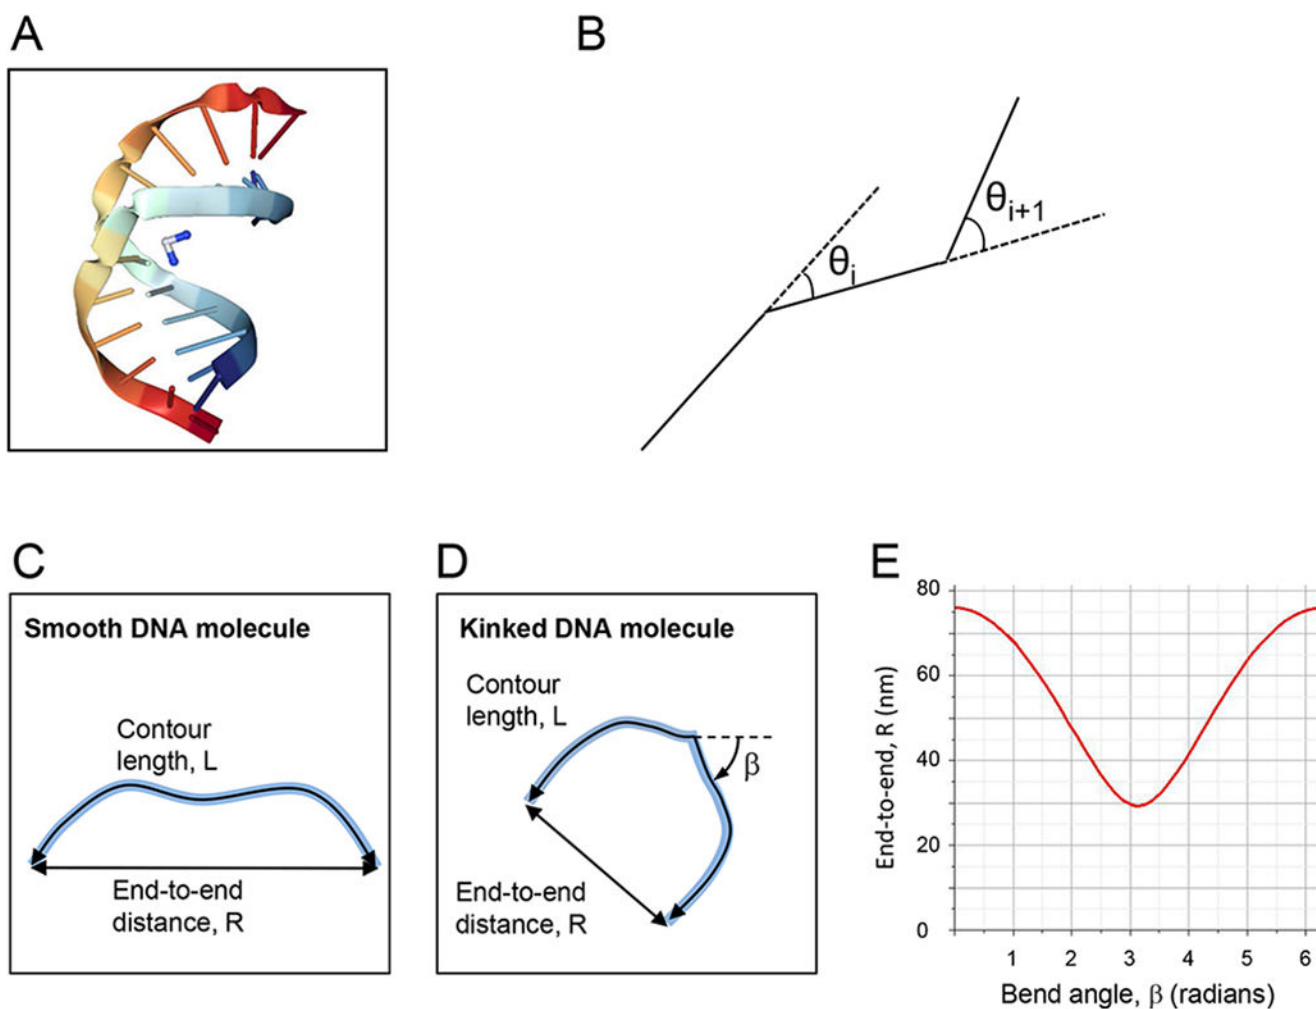 A
B
θi
θi+1
C
Smooth DNA molecule
Contour
length, L
End-to-end
distance, R
D
Kinked DNA molecule
Contour
length, L
β
End-to-end
distance, R
E
End-to-end, R (nm)
80
60
40
20
0
1 2 3 4 5 6
Bend angle, β (radians)